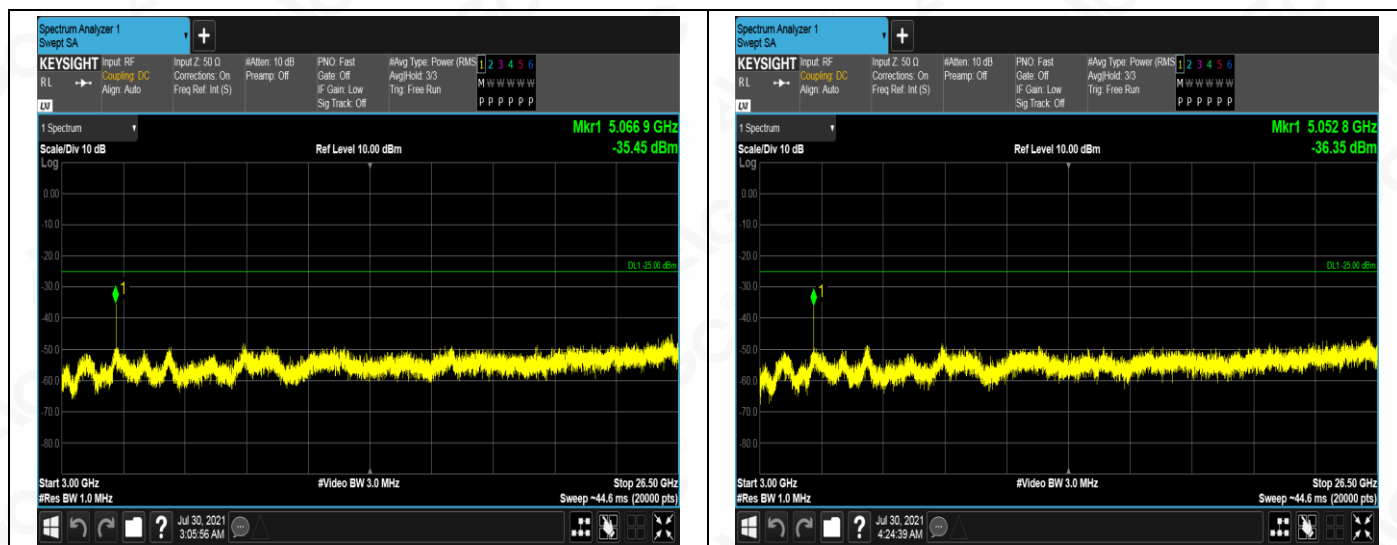 Spectrum Analyzer 1
Swept SA
+
KEYSIGHT
RL
LXI
Input: RF
Coupling: DC
Align: Auto
Input Z: 50 Ω
Corrections: On
Freq Ref: Int (S)
#Atten: 10 dB
Preamp: Off
PNO: Fast
Gate: Off
IF Gain: Low
Sig Track: Off
#Avg Type: Power (RMS
Avg|Hold: 3/3
Trig: Free Run
1 2 3 4 5 6
M W W W W W
P P P P P P
1 Spectrum
Scale/Div 10 dB
Log
Ref Level 10.00 dBm
Mkr1 5.066 9 GHz
-35.45 dBm
0.00
-10.0
-20.0
DL1 -25.00 dBm
-30.0
1
-40.0
-50.0
-60.0
-70.0
-80.0
Start 3.00 GHz
#Res BW 1.0 MHz
#Video BW 3.0 MHz
Stop 26.50 GHz
Sweep ~44.6 ms (20000 pts)
?
Jul 30, 2021
3:05:56 AM
Spectrum Analyzer 1
Swept SA
+
KEYSIGHT
RL
LXI
Input: RF
Coupling: DC
Align: Auto
Input Z: 50 Ω
Corrections: On
Freq Ref: Int (S)
#Atten: 10 dB
Preamp: Off
PNO: Fast
Gate: Off
IF Gain: Low
Sig Track: Off
#Avg Type: Power (RMS
Avg|Hold: 3/3
Trig: Free Run
1 2 3 4 5 6
M W W W W W
P P P P P P
1 Spectrum
Scale/Div 10 dB
Log
Ref Level 10.00 dBm
Mkr1 5.052 8 GHz
-36.35 dBm
0.00
-10.0
-20.0
DL1 -25.00 dBm
-30.0
1
-40.0
-50.0
-60.0
-70.0
-80.0
Start 3.00 GHz
#Res BW 1.0 MHz
#Video BW 3.0 MHz
Stop 26.50 GHz
Sweep ~44.6 ms (20000 pts)
?
Jul 30, 2021
4:24:39 AM